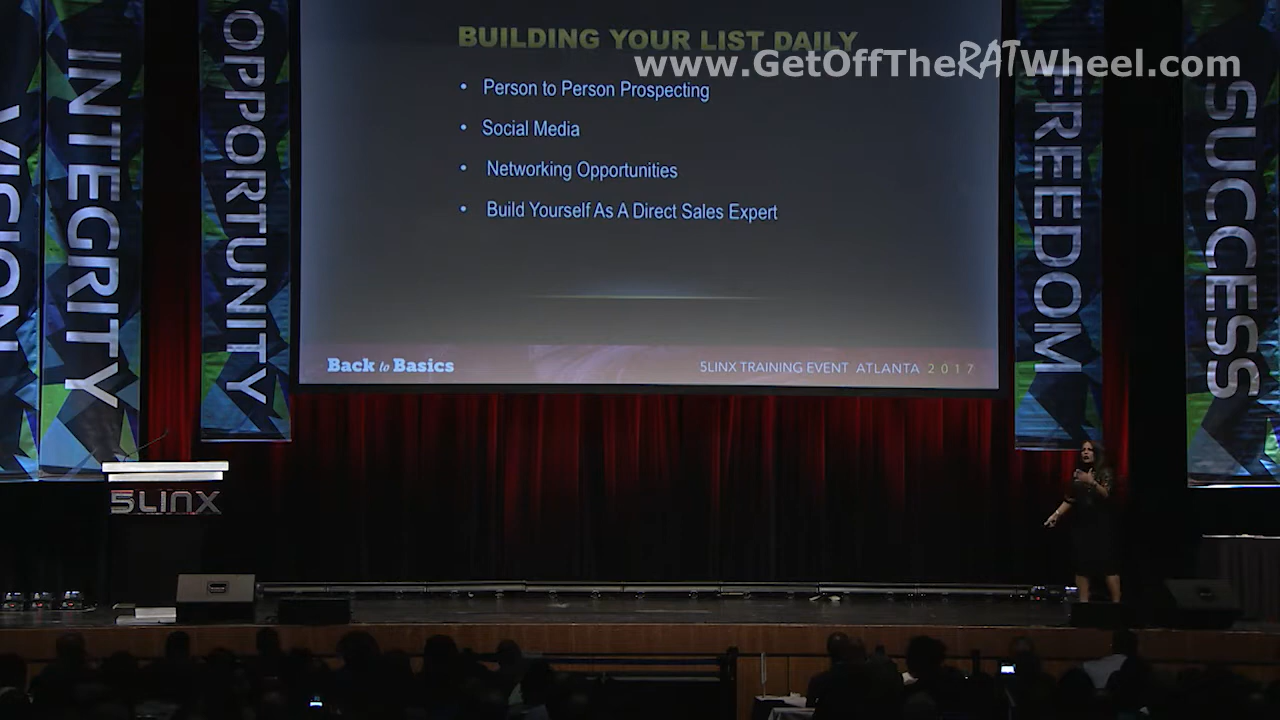 BUILDING YOUR LIST DAILY
www.GetOffTheRATWheel.com
• Person to Person Prospecting
• Social Media
• Networking Opportunities
• Build Yourself As A Direct Sales Expert
Back to Basics
5LINX TRAINING EVENT ATLANTA 2017
VISION
INTEGRITY
OPPORTUNITY
FREEDOM
SUCCESS
5LINX